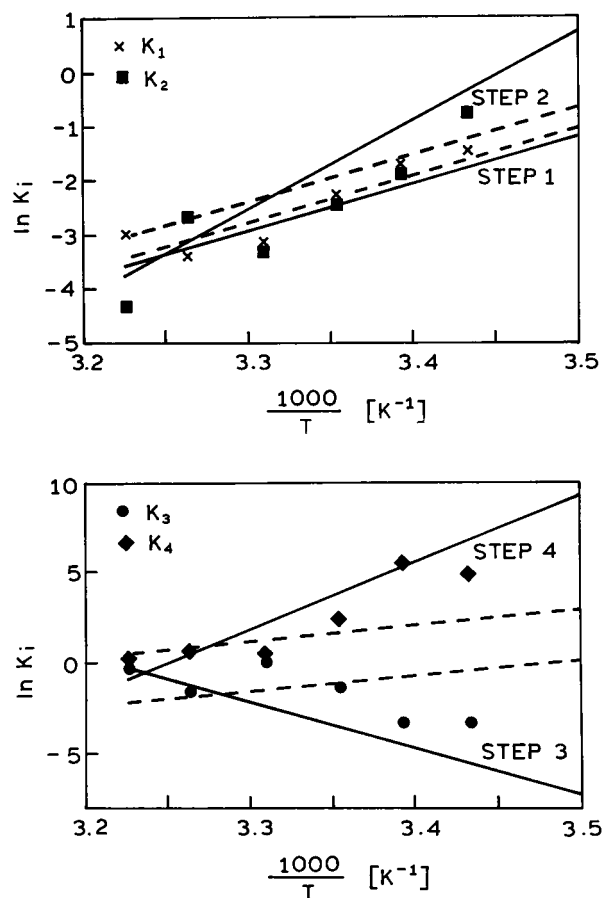 1
× K₁
0
■ K₂
STEP 2
-1
-2
STEP 1
ln Kᵢ
-3
-4
-5
3.2 3.3 3.4 3.5
1000
T [K⁻¹]
10
● K₃
◆ K₄
STEP 4
5
ln Kᵢ
0
-5
STEP 3
3.2 3.3 3.4 3.5
1000
T [K⁻¹]